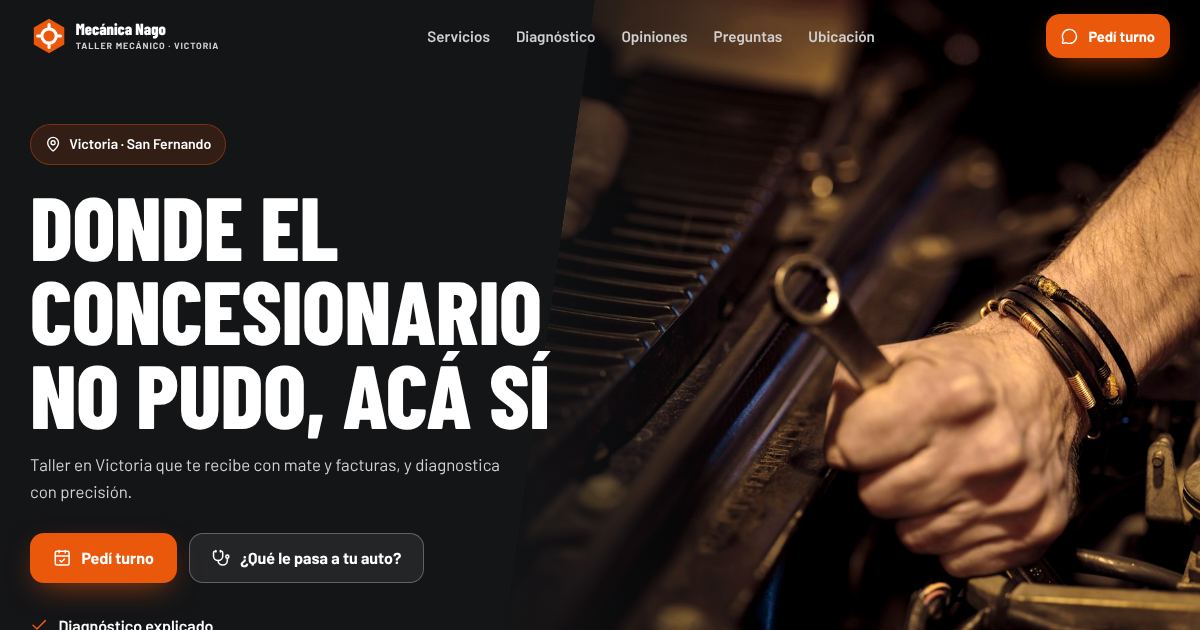 Mecánica Nago
TALLER MECÁNICO · VICTORIA
Servicios
Diagnóstico
Opiniones
Preguntas
Ubicación
Pedí turno
Victoria · San Fernando
DONDE EL
CONCESIONARIO
NO PUDO, ACÁ SÍ
Taller en Victoria que te recibe con mate y facturas, y diagnostica
con precisión.
Pedí turno
¿Qué le pasa a tu auto?
Diagnóstico explicado